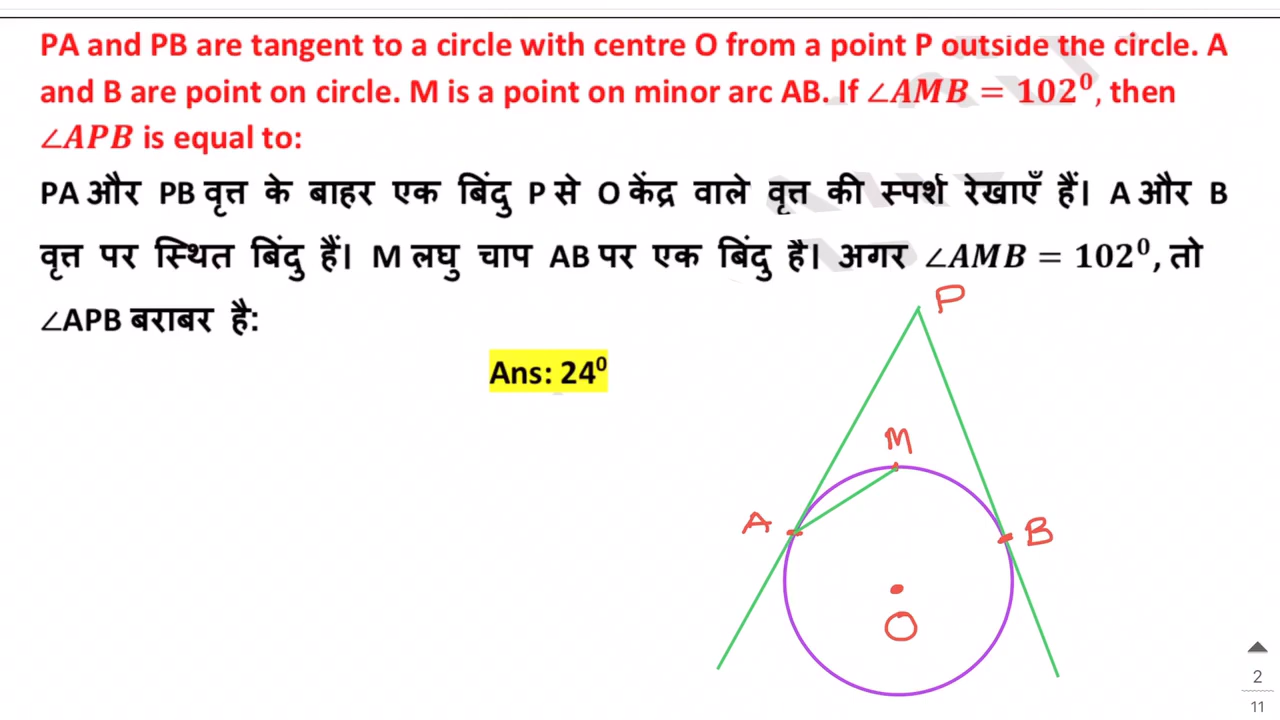 PA and PB are tangent to a circle with centre O from a point P outside the circle. A
and B are point on circle. M is a point on minor arc AB. If ∠AMB = 102⁰, then
∠APB is equal to:
PA और PB वृत्त के बाहर एक बिंदु P से O केंद्र वाले वृत्त की स्पर्श रेखाएँ हैं। A और B
वृत्त पर स्थित बिंदु हैं। M लघु चाप AB पर एक बिंदु है। अगर ∠AMB = 102⁰, तो
∠APB बराबर है:
P
Ans: 24⁰
M
A
B
O
2
11